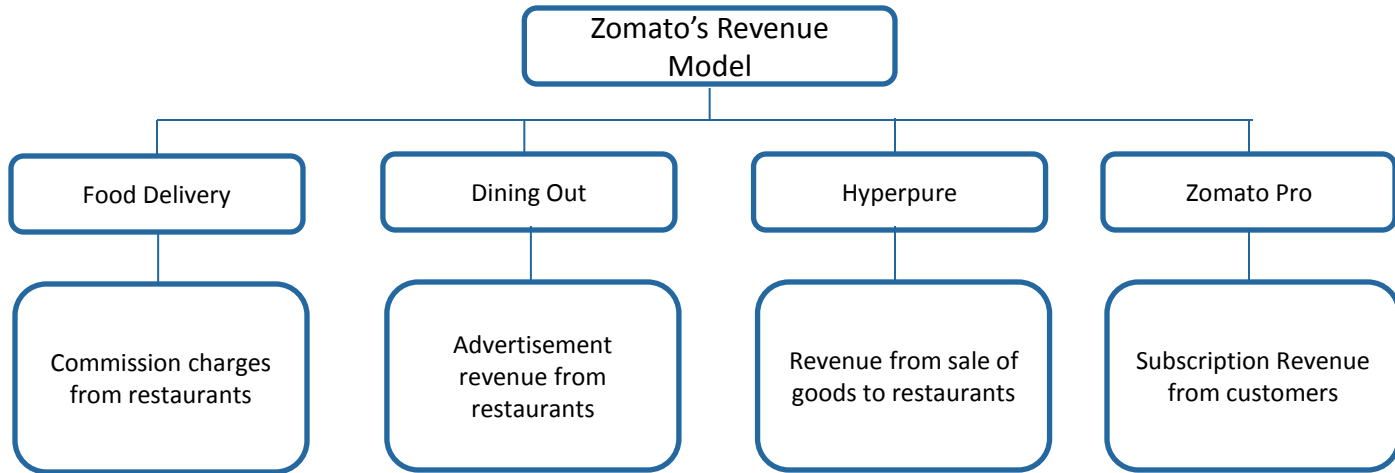 Zomato’s Revenue
Model
Food Delivery
Dining Out
Hyperpure
Zomato Pro
Commission charges
from restaurants
Advertisement
revenue from
restaurants
Revenue from sale of
goods to restaurants
Subscription Revenue
from customers